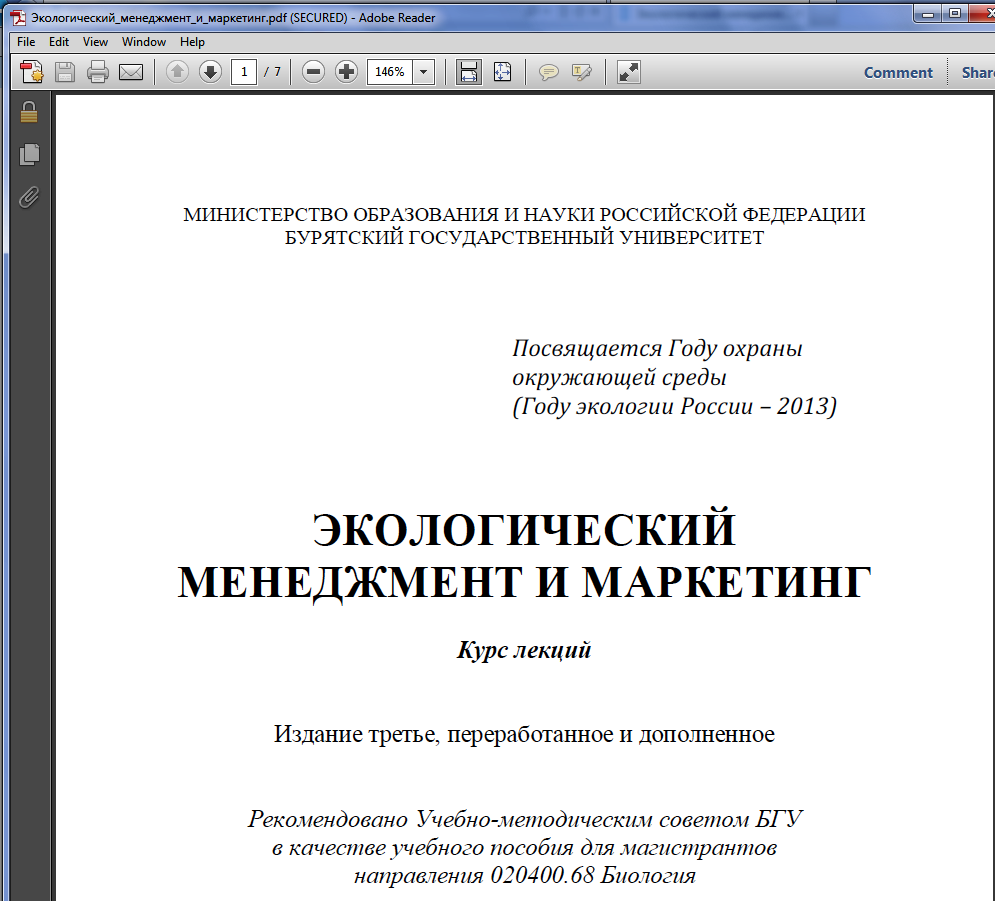 Экологический_менеджмент_и_маркетинг.pdf (SECURED) - Adobe Reader
File Edit View Window Help
1 / 7 146% Comment Share
МИНИСТЕРСТВО ОБРАЗОВАНИЯ И НАУКИ РОССИЙСКОЙ ФЕДЕРАЦИИ
БУРЯТСКИЙ ГОСУДАРСТВЕННЫЙ УНИВЕРСИТЕТ
Посвящается Году охраны
окружающей среды
(Году экологии России – 2013)
ЭКОЛОГИЧЕСКИЙ
МЕНЕДЖМЕНТ И МАРКЕТИНГ
Курс лекций
Издание третье, переработанное и дополненное
Рекомендовано Учебно-методическим советом БГУ
в качестве учебного пособия для магистрантов
направления 020400.68 Биология